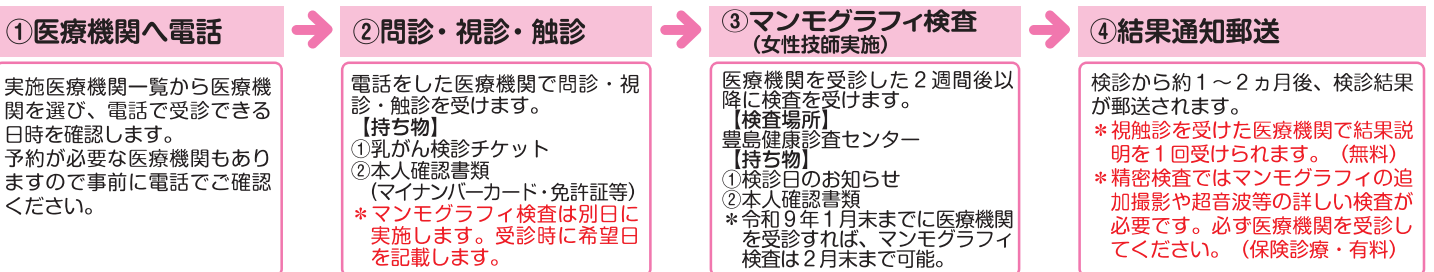 ①医療機関へ電話
実施医療機関一覧から医療機
関を選び、電話で受診できる
日時を確認します。
予約が必要な医療機関もあり
ますので事前に電話でご確認
ください。
②問診・視診・触診
電話をした医療機関で問診・視
診・触診を受けます。
【持ち物】
①乳がん検診チケット
②本人確認書類
（マイナンバーカード・免許証等）
＊マンモグラフィ検査は別日に
実施します。受診時に希望日
を記載します。
③マンモグラフィ検査
（女性技師実施）
医療機関を受診した２週間後以
降に検査を受けます。
【検査場所】
豊島健康診査センター
【持ち物】
①検診日のお知らせ
②本人確認書類
＊令和９年１月末までに医療機関
を受診すれば、マンモグラフィ
検査は２月末まで可能。
④結果通知郵送
検診から約１～２ヵ月後、検診結果
が郵送されます。
＊視触診を受けた医療機関で結果説
明を１回受けられます。（無料）
＊精密検査ではマンモグラフィの追
加撮影や超音波等の詳しい検査が
必要です。必ず医療機関を受診し
てください。（保険診療・有料）